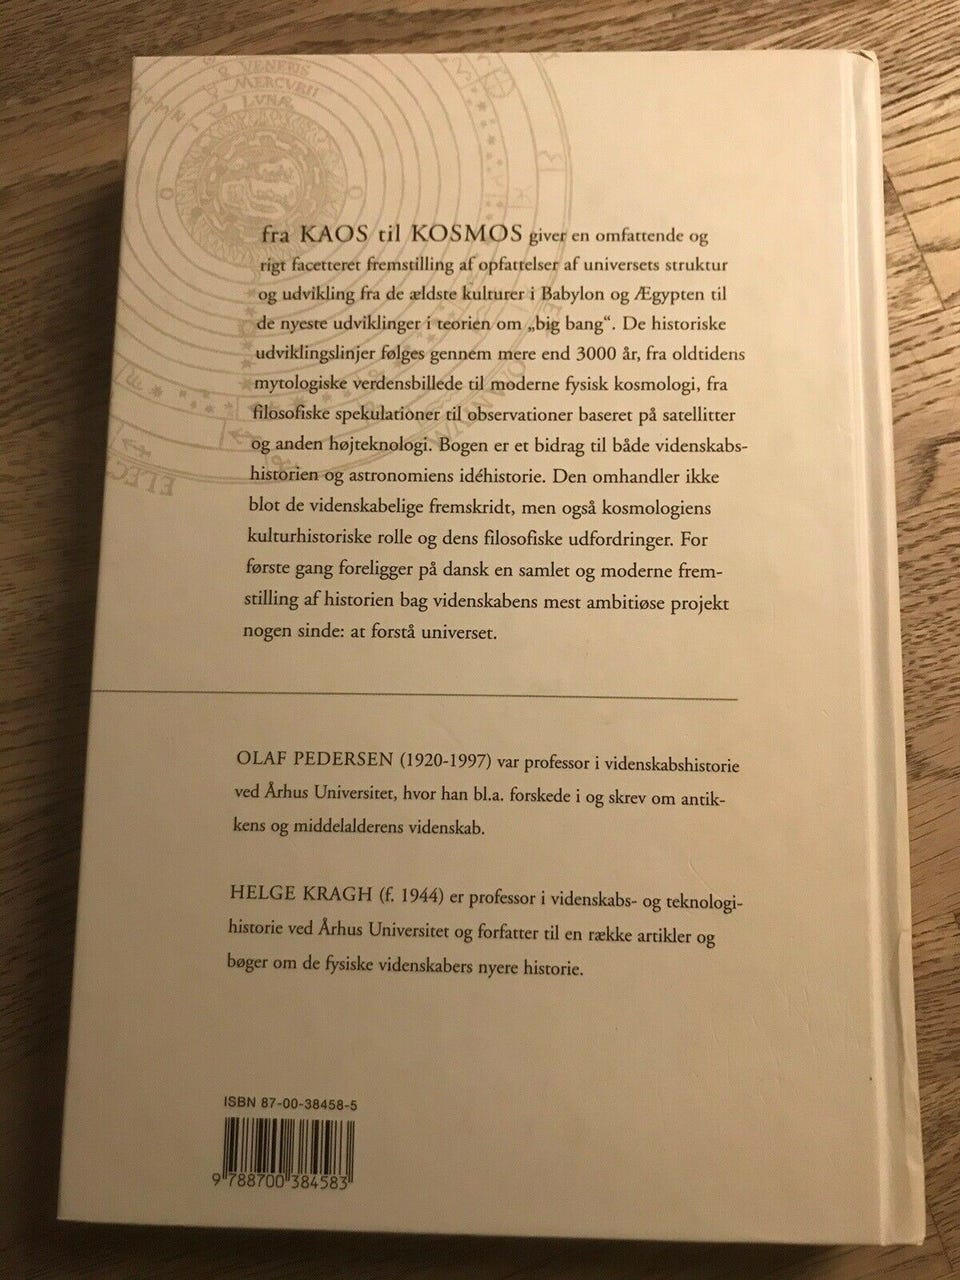 VENERIS
MERCVRII
LVNÆ
fra KAOS til KOSMOS giver en omfattende og
rigt facetteret fremstilling af opfattelser af universets struktur
og udvikling fra de ældste kulturer i Babylon og Ægypten til
de nyeste udviklinger i teorien om „big bang“. De historiske
udviklingslinjer følges gennem mere end 3000 år, fra oldtidens
mytologiske verdensbillede til moderne fysisk kosmologi, fra
filosofiske spekulationer til observationer baseret på satellitter
og anden højteknologi. Bogen er et bidrag til både videnskabs-
historien og astronomiens idéhistorie. Den omhandler ikke
blot de videnskabelige fremskridt, men også kosmologiens
kulturhistoriske rolle og dens filosofiske udfordringer. For
første gang foreligger på dansk en samlet og moderne frem-
stilling af historien bag videnskabens mest ambitiøse projekt
nogen sinde: at forstå universet.
OLAF PEDERSEN (1920-1997) var professor i videnskabshistorie
ved Århus Universitet, hvor han bl.a. forskede i og skrev om antik-
kens og middelalderens videnskab.
HELGE KRAGH (f. 1944) er professor i videnskabs- og teknologi-
historie ved Århus Universitet og forfatter til en række artikler og
bøger om de fysiske videnskabers nyere historie.
ISBN 87-00-38458-5
9 788700 384583